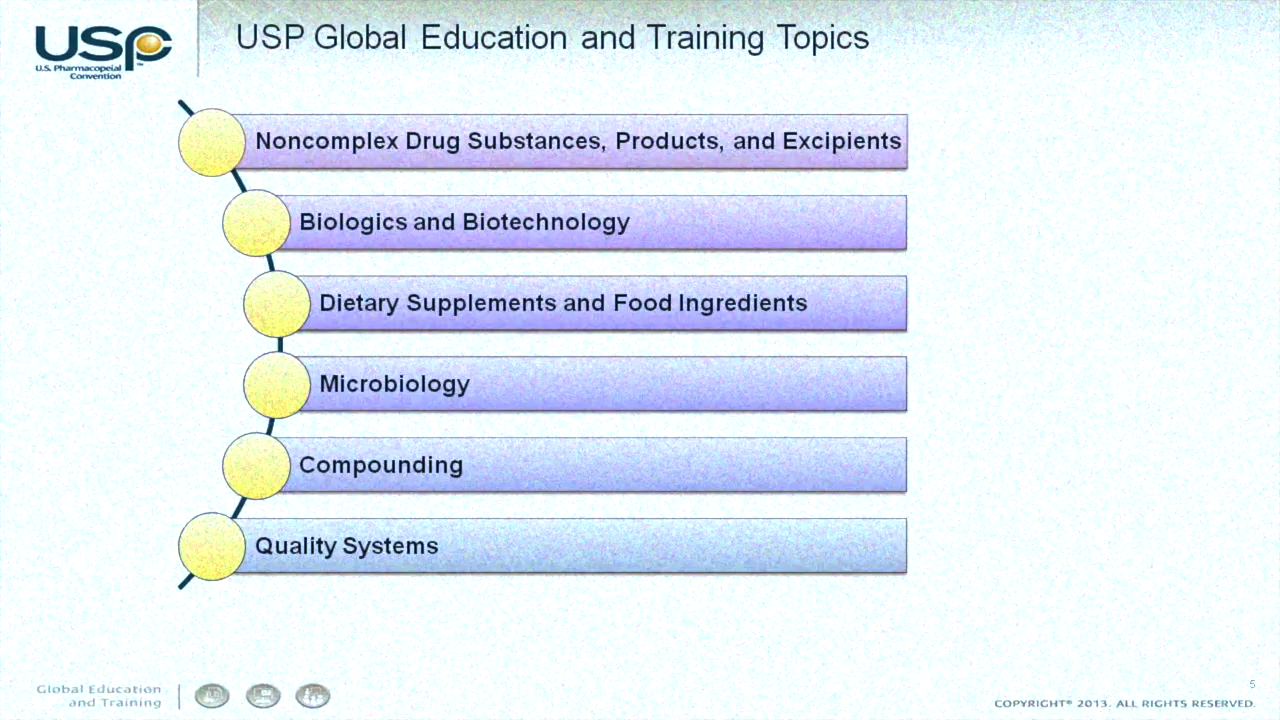 USP
U.S. Pharmacopeial
Convention
™
USP Global Education and Training Topics
Noncomplex Drug Substances, Products, and Excipients
Biologics and Biotechnology
Dietary Supplements and Food Ingredients
Microbiology
Compounding
Quality Systems
Global Education
and Training
5
COPYRIGHT® 2013. ALL RIGHTS RESERVED.